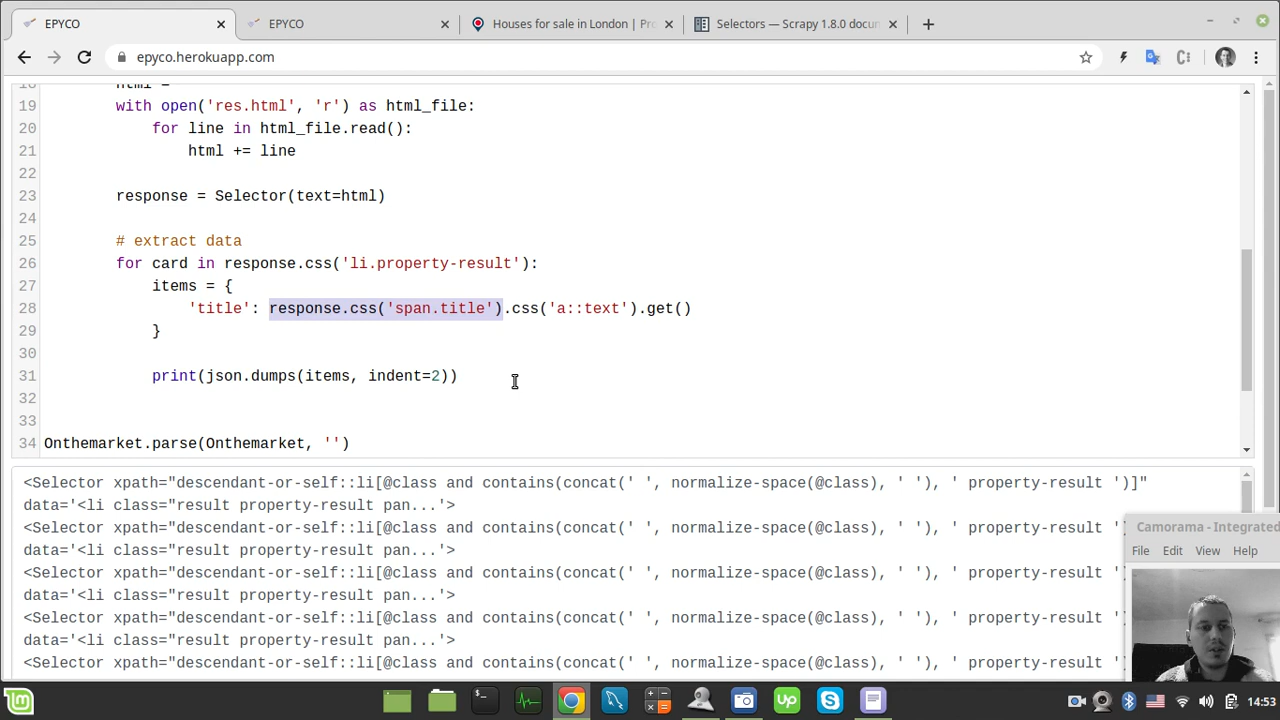 EPYCO
EPYCO
Houses for sale in London | Pro
Selectors — Scrapy 1.8.0 docum
epyco.herokuapp.com
19 with open('res.html', 'r') as html_file:
20 for line in html_file.read():
21 html += line
22
23 response = Selector(text=html)
24
25 # extract data
26 for card in response.css('li.property-result'):
27 items = {
28 'title': response.css('span.title').css('a::text').get()
29 }
30
31 print(json.dumps(items, indent=2))
32
33
34 Onthemarket.parse(Onthemarket, '')
<Selector xpath="descendant-or-self::li[@class and contains(concat(' ', normalize-space(@class), ' '), ' property-result ')]"
data='<li class="result property-result pan...'>
<Selector xpath="descendant-or-self::li[@class and contains(concat(' ', normalize-space(@class), ' '), ' property-result ')
data='<li class="result property-result pan...'>
<Selector xpath="descendant-or-self::li[@class and contains(concat(' ', normalize-space(@class), ' '), ' property-result '
data='<li class="result property-result pan...'>
<Selector xpath="descendant-or-self::li[@class and contains(concat(' ', normalize-space(@class), ' '), ' property-result '
data='<li class="result property-result pan...'>
<Selector xpath="descendant-or-self::li[@class and contains(concat(' ', normalize-space(@class), ' '), ' property-result '
Camorama - Integrated
File Edit View Help
14:53